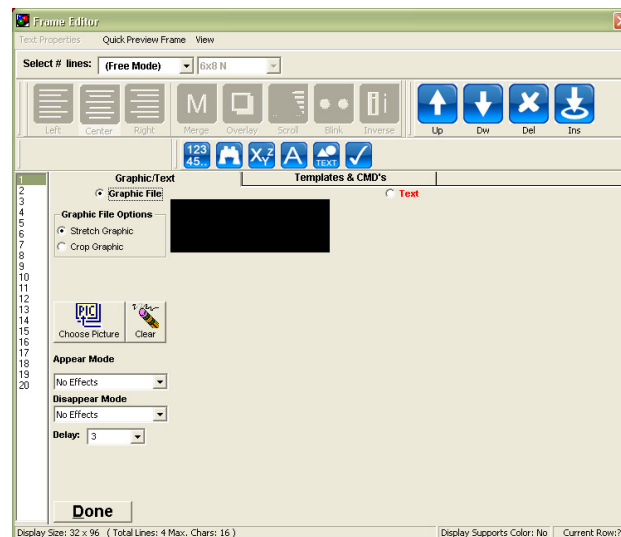 Frame Editor
Text Properties Quick Preview Frame View
Select # lines: (Free Mode) 6x8 N
M i
Left Center Right Merge Overlay Scroll Blink Inverse Up Dw Del Ins
123 XYZ A
45.. TEXT
Graphic/Text Templates & CMD's
Graphic File Text
1
2
3
4
5
6
7
8
9
10
11
12
13
14
15
16
17
18
19
20
Graphic File Options
Stretch Graphic
Crop Graphic
PIC
Choose Picture Clear
Appear Mode
No Effects
Disappear Mode
No Effects
Delay: 3
Done
Display Size: 32 x 96 ( Total Lines: 4 Max. Chars: 16 ) Display Supports Color: No Current Row:?